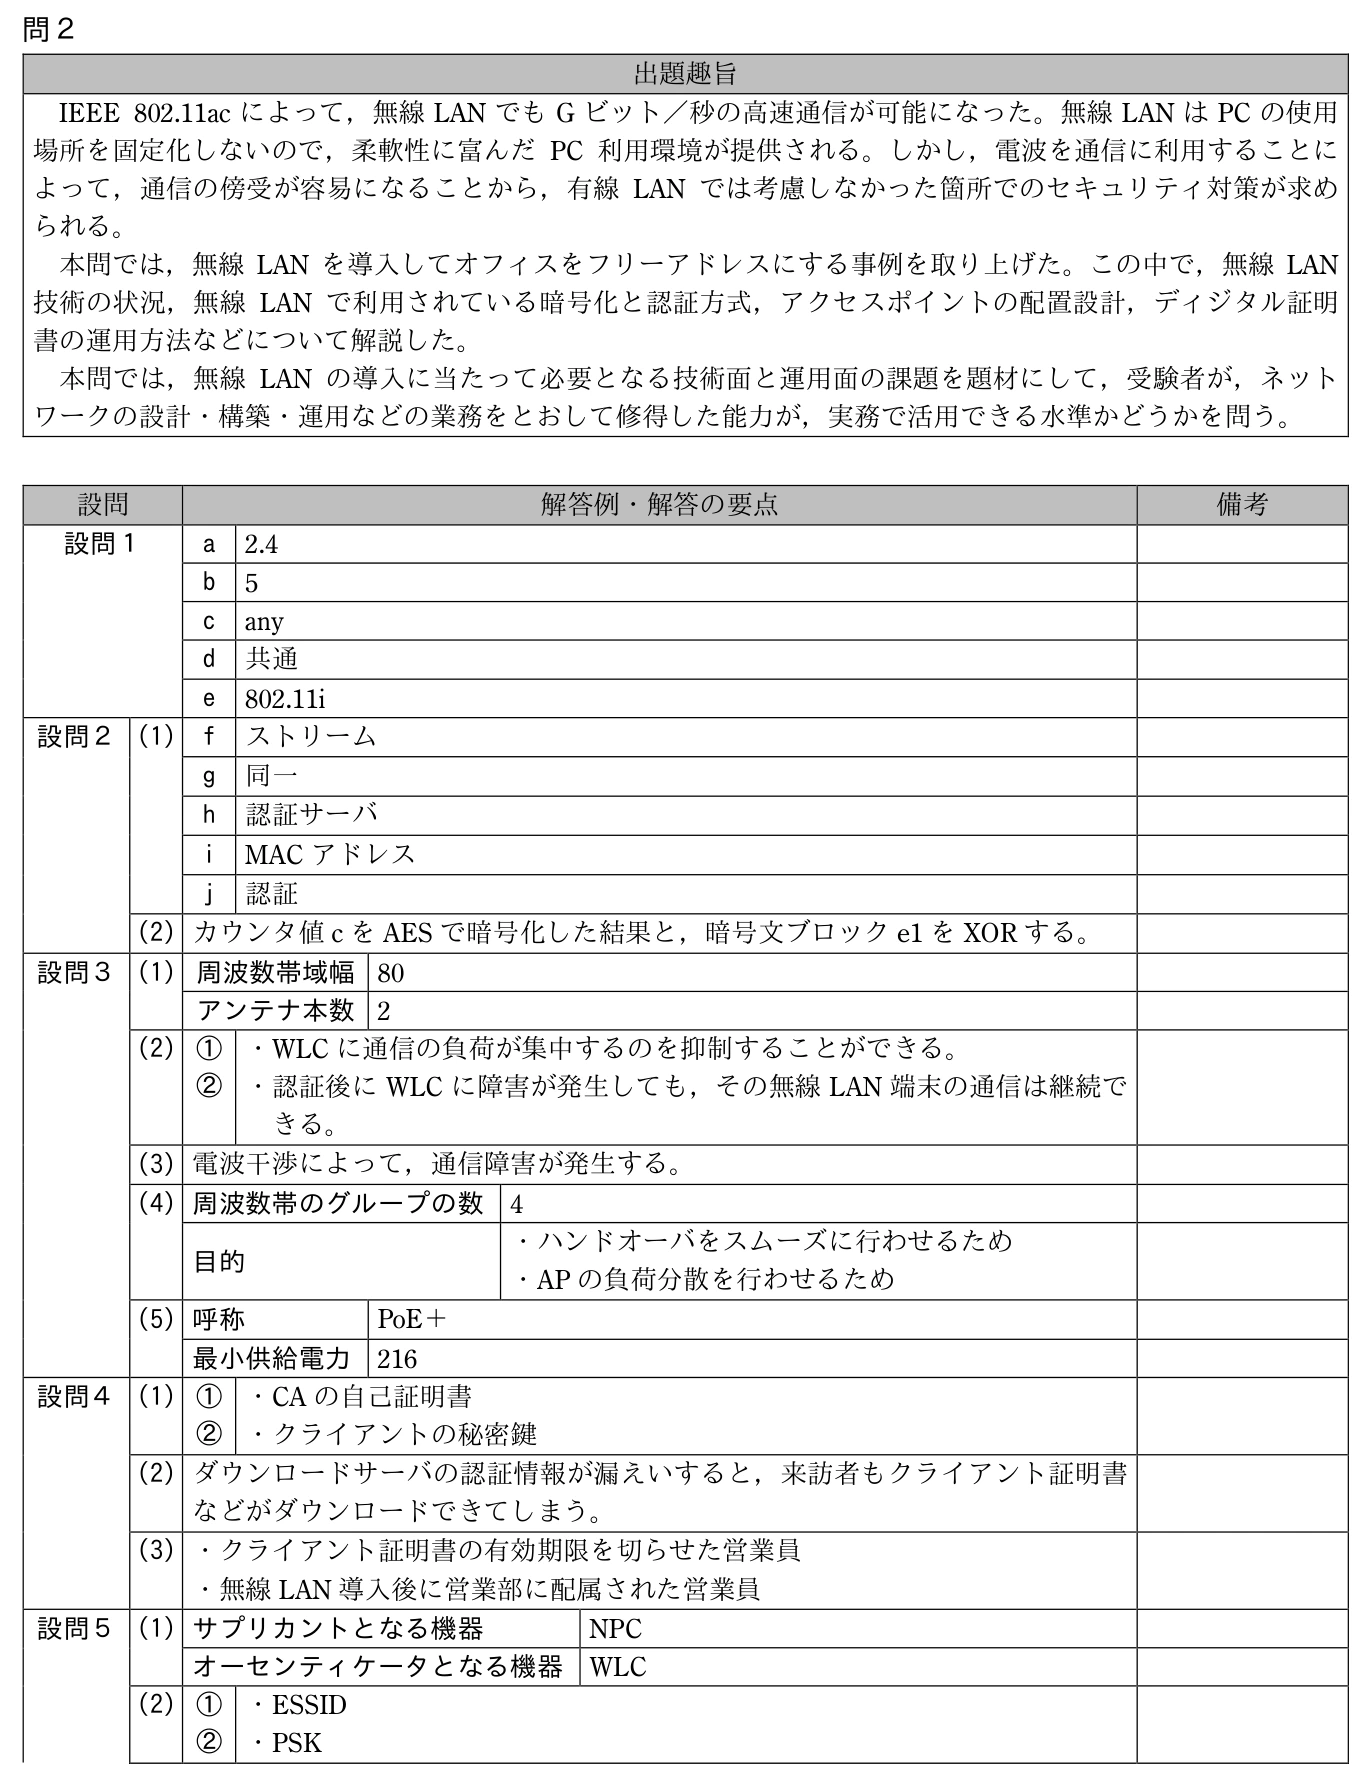 問２
出題趣旨
IEEE 802.11ac によって，無線 LAN でも G ビット／秒の高速通信が可能になった。無線 LAN は PC の使用
場所を固定化しないので，柔軟性に富んだ PC 利用環境が提供される。しかし，電波を通信に利用することに
よって，通信の傍受が容易になることから，有線 LAN では考慮しなかった箇所でのセキュリティ対策が求め
られる。
本問では，無線 LAN を導入してオフィスをフリーアドレスにする事例を取り上げた。この中で，無線 LAN
技術の状況，無線 LAN で利用されている暗号化と認証方式，アクセスポイントの配置設計，ディジタル証明
書の運用方法などについて解説した。
本問では，無線 LAN の導入に当たって必要となる技術面と運用面の課題を題材にして，受験者が，ネット
ワークの設計・構築・運用などの業務をとおして修得した能力が，実務で活用できる水準かどうかを問う。
設問 解答例・解答の要点 備考
設問１ a 2.4
b 5
c any
d 共通
e 802.11i
設問２ (1) f ストリーム
g 同一
h 認証サーバ
i MAC アドレス
j 認証
(2) カウンタ値 c を AES で暗号化した結果と，暗号文ブロック e1 を XOR する。
設問３ (1) 周波数帯域幅 80
アンテナ本数 2
(2) ① ・WLC に通信の負荷が集中するのを抑制することができる。
② ・認証後に WLC に障害が発生しても，その無線 LAN 端末の通信は継続で
きる。
(3) 電波干渉によって，通信障害が発生する。
(4) 周波数帯のグループの数 4
目的 ・ハンドオーバをスムーズに行わせるため
・AP の負荷分散を行わせるため
(5) 呼称 PoE＋
最小供給電力 216
設問４ (1) ① ・CA の自己証明書
② ・クライアントの秘密鍵
(2) ダウンロードサーバの認証情報が漏えいすると，来訪者もクライアント証明書
などがダウンロードできてしまう。
(3) ・クライアント証明書の有効期限を切らせた営業員
・無線 LAN 導入後に営業部に配属された営業員
設問５ (1) サプリカントとなる機器 NPC
オーセンティケータとなる機器 WLC
(2) ① ・ESSID
② ・PSK